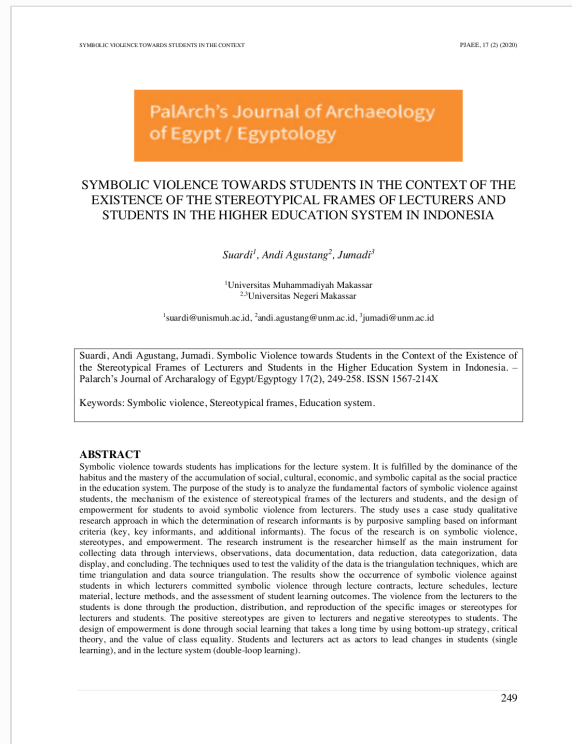 SYMBOLIC VIOLENCE TOWARDS STUDENTS IN THE CONTEXT PJAEE, 17 (2) (2020)
PalArch's Journal of Archaeology
of Egypt / Egyptology
SYMBOLIC VIOLENCE TOWARDS STUDENTS IN THE CONTEXT OF THE
EXISTENCE OF THE STEREOTYPICAL FRAMES OF LECTURERS AND
STUDENTS IN THE HIGHER EDUCATION SYSTEM IN INDONESIA
Suardi1, Andi Agustang2, Jumadi3
1Universitas Muhammadiyah Makassar
2,3Universitas Negeri Makassar
1suardi@unismuh.ac.id, 2andi.agustang@unm.ac.id, 3jumadi@unm.ac.id
Suardi, Andi Agustang, Jumadi. Symbolic Violence towards Students in the Context of the Existence of
the Stereotypical Frames of Lecturers and Students in the Higher Education System in Indonesia. –
Palarch's Journal of Archaralogy of Egypt/Egyptogy 17(2), 249-258. ISSN 1567-214X
Keywords: Symbolic violence, Stereotypical frames, Education system.
ABSTRACT
Symbolic violence towards students has implications for the lecture system. It is fulfilled by the dominance of the
habitus and the mastery of the accumulation of social, cultural, economic, and symbolic capital as the social practice
in the education system. The purpose of the study is to analyze the fundamental factors of symbolic violence against
students, the mechanism of the existence of stereotypical frames of the lecturers and students, and the design of
empowerment for students to avoid symbolic violence from lecturers. The study uses a case study qualitative
research approach in which the determination of research informants is by purposive sampling based on informant
criteria (key, key informants, and additional informants). The focus of the research is on symbolic violence,
stereotypes, and empowerment. The research instrument is the researcher himself as the main instrument for
collecting data through interviews, observations, data documentation, data reduction, data categorization, data
display, and concluding. The techniques used to test the validity of the data is the triangulation techniques, which are
time triangulation and data source triangulation. The results show the occurrence of symbolic violence against
students in which lecturers committed symbolic violence through lecture contracts, lecture schedules, lecture
material, lecture methods, and the assessment of student learning outcomes. The violence from the lecturers to the
students is done through the production, distribution, and reproduction of the specific images or stereotypes for
lecturers and students. The positive stereotypes are given to lecturers and negative stereotypes to students. The
design of empowerment is done through social learning that takes a long time by using bottom-up strategy, critical
theory, and the value of class equality. Students and lecturers act as actors to lead changes in students (single
learning), and in the lecture system (double-loop learning).
249